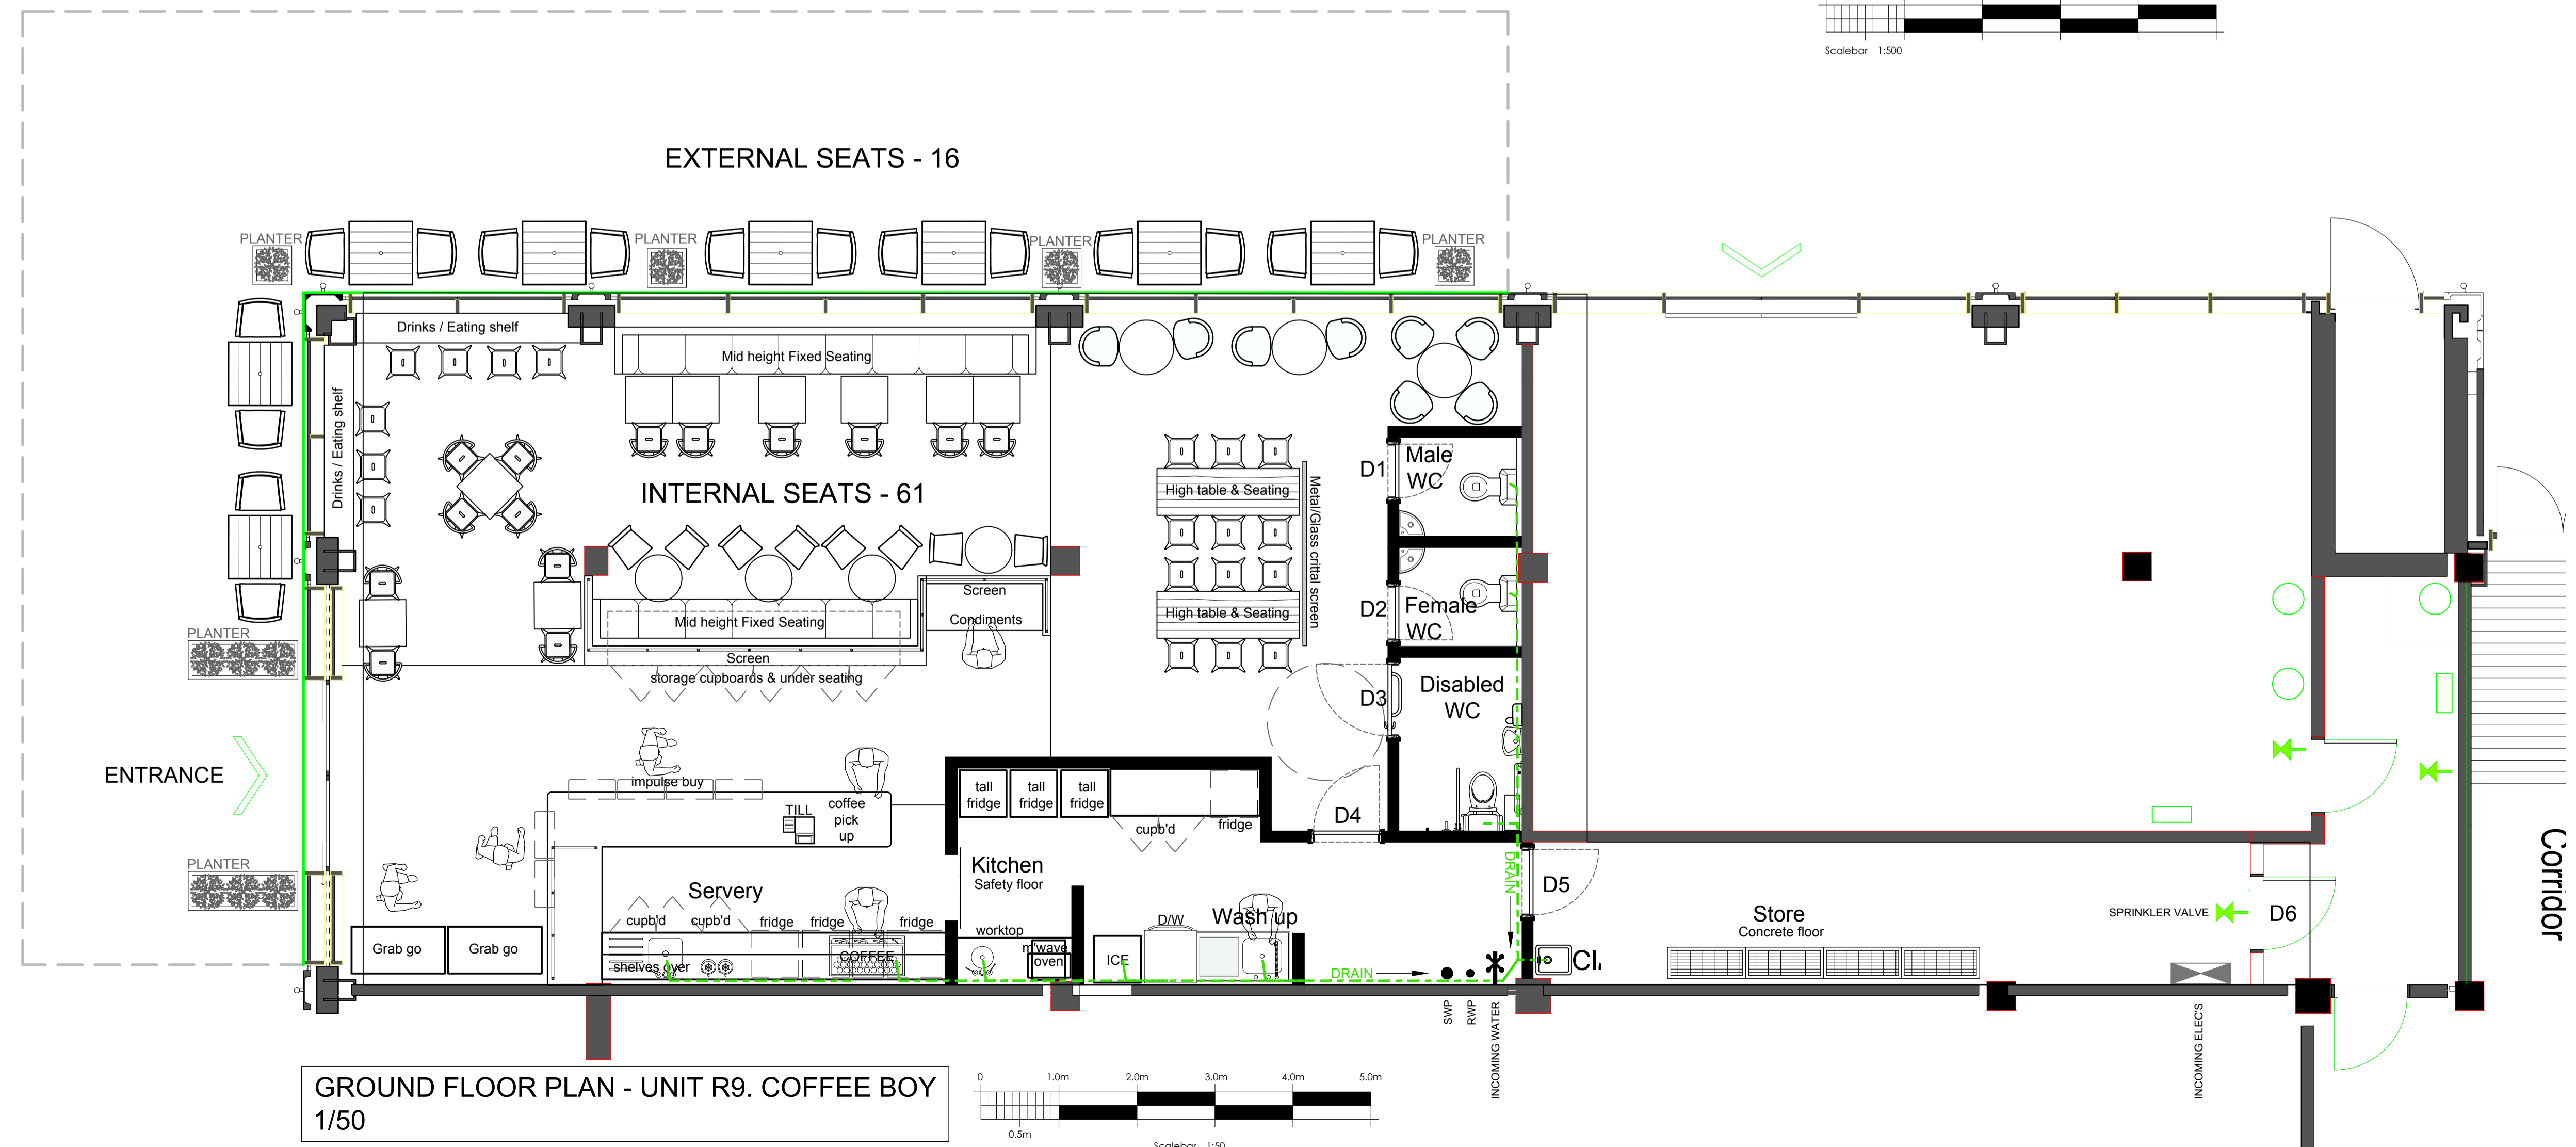 Scalebar 1:500
EXTERNAL SEATS - 16
PLANTER
PLANTER
PLANTER
PLANTER
Drinks / Eating shelf
Mid height Fixed Seating
Drinks / Eating shelf
INTERNAL SEATS - 61
High table & Seating
Metal/Glass crittal screen
D1
Male
WC
High table & Seating
D2
Female
WC
Screen
Condiments
Mid height Fixed Seating
Screen
storage cupboards & under seating
PLANTER
D3
Disabled
WC
ENTRANCE
impulse buy
TILL
coffee
pick
up
tall
fridge
tall
fridge
tall
fridge
cupb'd
fridge
D4
PLANTER
Servery
Kitchen
Safety floor
DRAIN
D5
Store
Concrete floor
SPRINKLER VALVE
D6
Corridor
cupb'd
cupb'd
fridge
fridge
fridge
D/W
Wash up
worktop
m'wave
oven
ICE
Grab go
Grab go
shelves over
COFFEE
DRAIN
SWP
RWP
INCOMING WATER
INCOMING ELEC'S
GROUND FLOOR PLAN - UNIT R9. COFFEE BOY
1/50
0
1.0m
2.0m
3.0m
4.0m
5.0m
0.5m
Scalebar 1:50